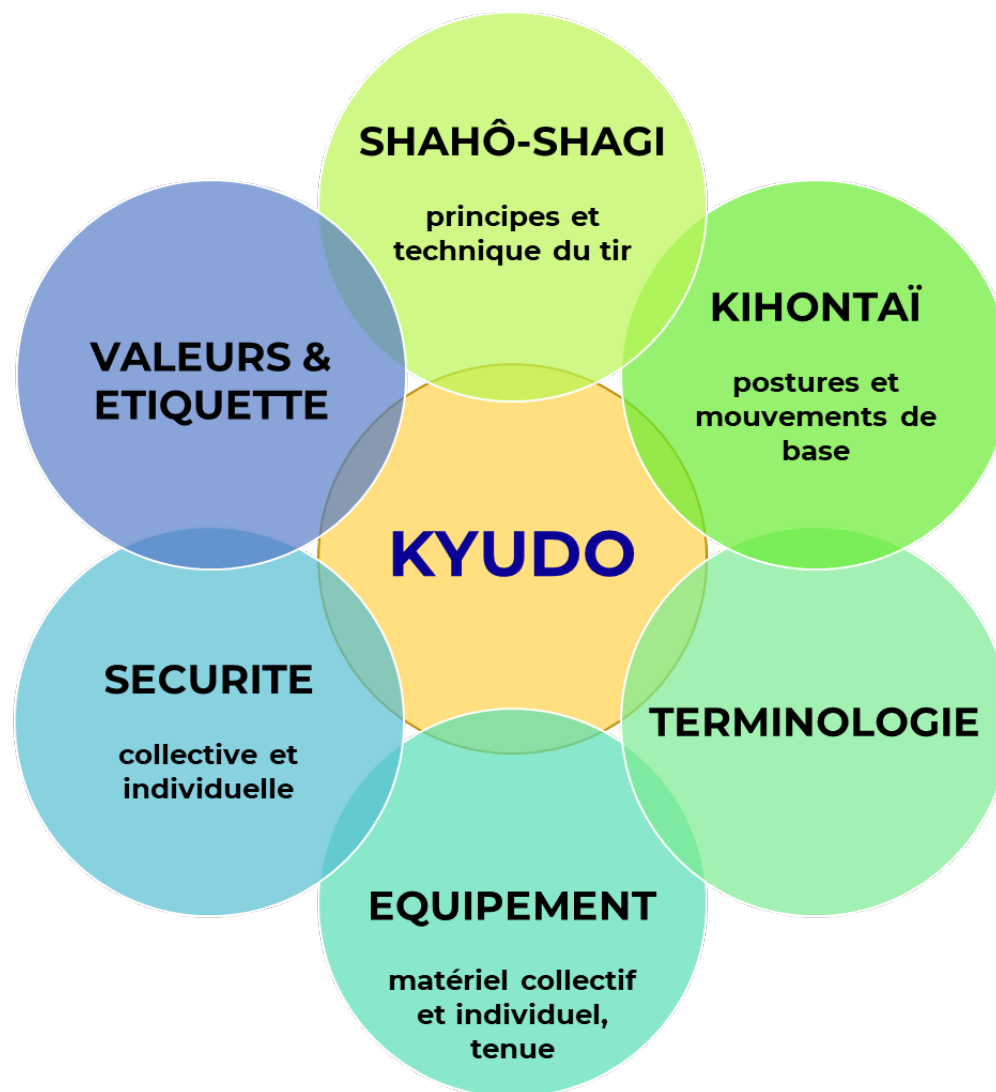 SHAHÔ-SHAGI
principes et
technique du tir
KIHONTAÏ
postures et
mouvements de
base
VALEURS &
ETIQUETTE
KYUDO
SECURITE
collective et
individuelle
TERMINOLOGIE
EQUIPEMENT
matériel collectif
et individuel,
tenue